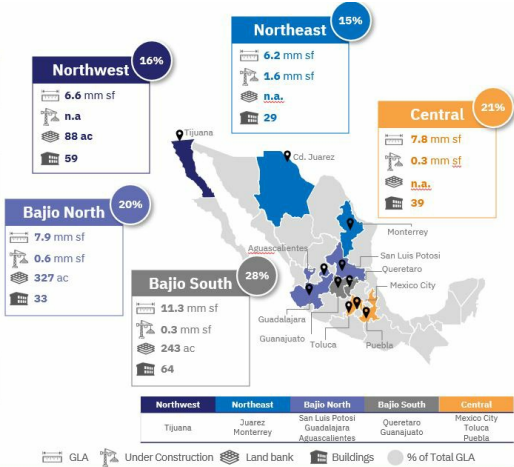 Northwest
16%
6.6 mm sf
n.a
88 ac
59
Northeast
15%
6.2 mm sf
1.6 mm sf
n.a.
29
Central
21%
7.8 mm sf
0.3 mm sf
n.a.
39
Bajio North
20%
7.9 mm sf
0.6 mm sf
327 ac
33
Bajio South
28%
11.3 mm sf
0.3 mm sf
243 ac
64
Tijuana
Cd. Juarez
Monterrey
Aguascalientes
San Luis Potosi
Queretaro
Mexico City
Guadalajara
Guanajuato
Toluca
Puebla
Northwest Northeast Bajio North Bajio South Central
Tijuana
Juarez
Monterrey
San Luis Potosi
Guadalajara
Aguascalientes
Queretaro
Guanajuato
Mexico City
Toluca
Puebla
GLA Under Construction Land bank Buildings % of Total GLA